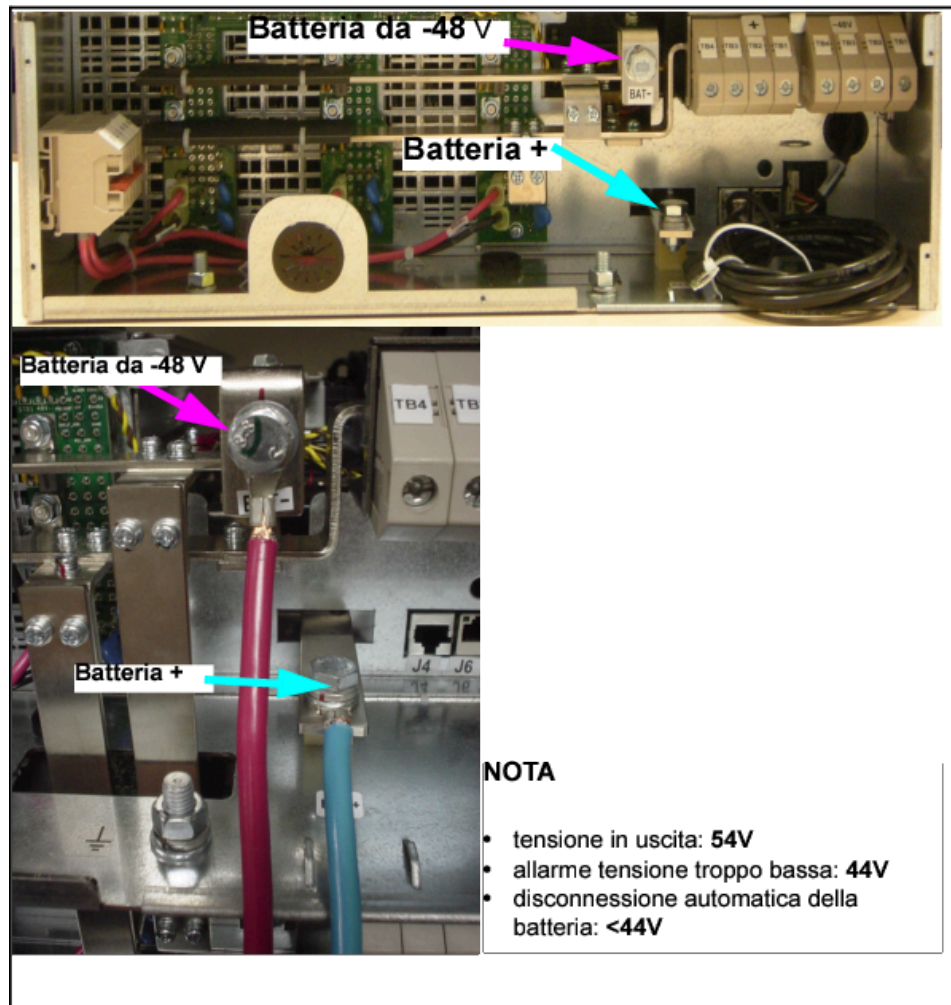 Batteria da -48 V
+
-48V
TB4 TB3 TB2 TB1
TB4 TB3 TB2 TB1
BAT-
Batteria +
Batteria da -48 V
TB4 TB
Batteria +
J4 J6
NOTA
• tensione in uscita: 54V
• allarme tensione troppo bassa: 44V
• disconnessione automatica della
batteria: <44V